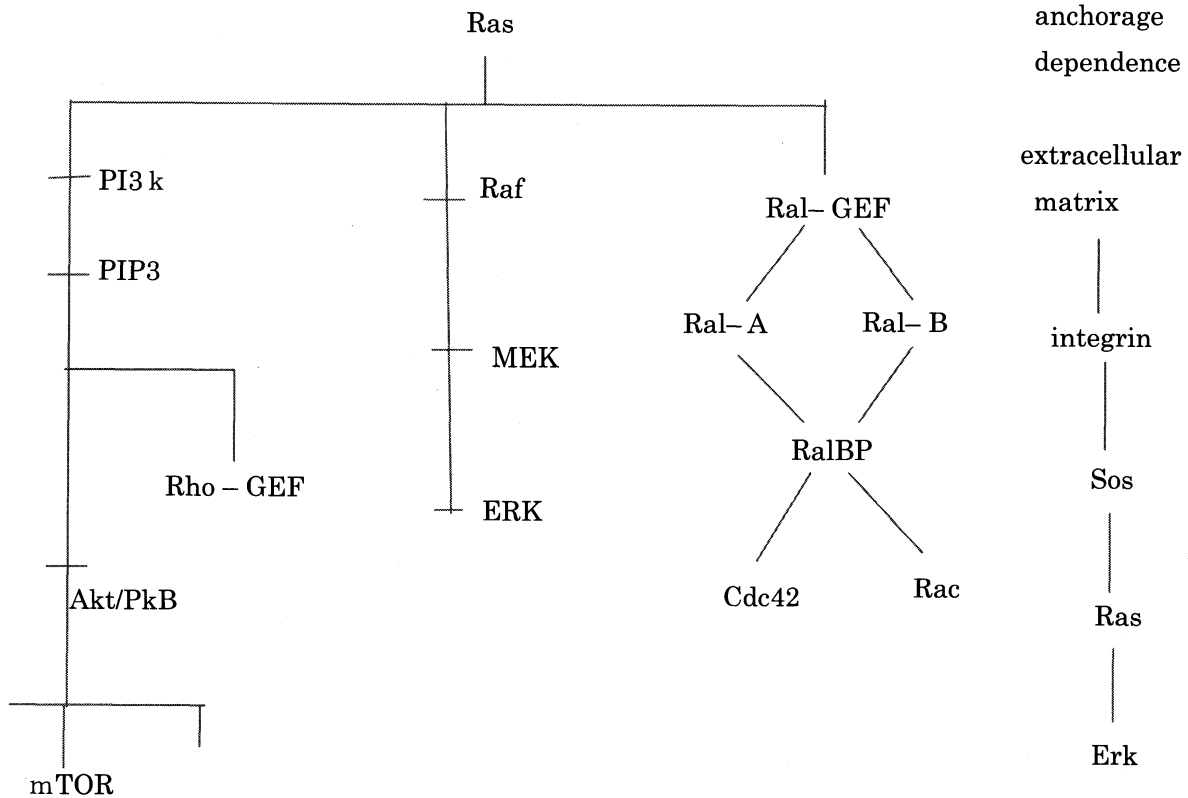 Ras
PI3 k
PIP3
Rho – GEF
Akt/PkB
mTOR
Raf
MEK
ERK
Ral– GEF
Ral– A
Ral– B
RalBP
Cdc42
Rac
anchorage
dependence
extracellular
matrix
integrin
Sos
Ras
Erk